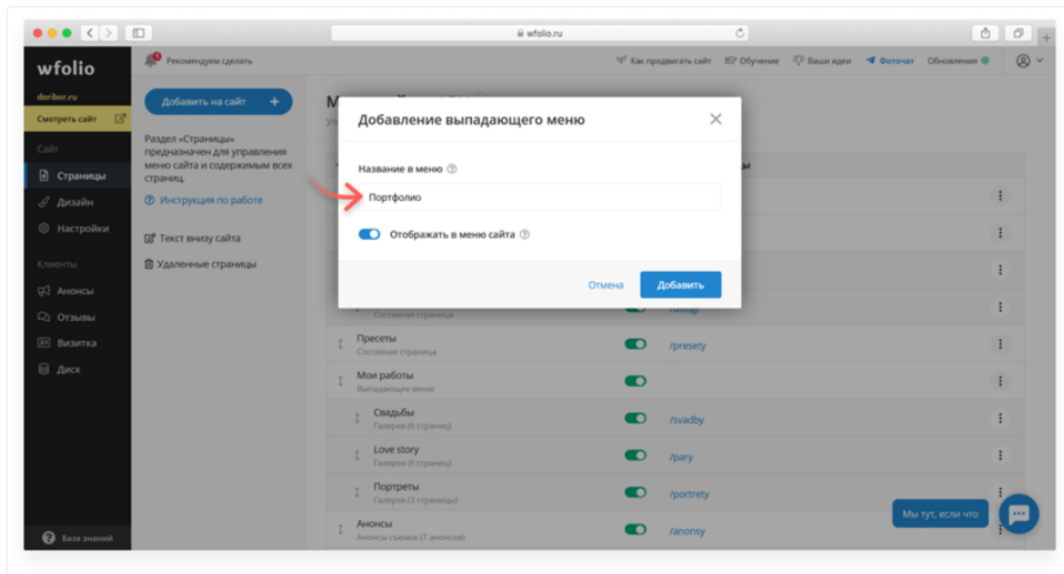 wfolio.ru
wfolio
Рекомендуем сделать
Как продвигать сайт
Обучение
Ваши идеи
Фоточат
Обновления
doribor.ru
Смотреть сайт
Сайт
Страницы
Дизайн
Настройки
Клиенты
Анонсы
Отзывы
Визитка
Диск
База знаний
Добавить на сайт +
Раздел «Страницы»
предназначен для управления
меню сайта и содержимым всех
страниц.
Инструкция по работе
Текст внизу сайта
Удаленные страницы
Добавление выпадающего меню
Название в меню
Портфолио
Отображать в меню сайта
Отмена
Добавить
Составная страница
Пресеты
Составная страница
/presety
Мои работы
Выпадающее меню
Свадьбы
Галерея (6 страниц)
/svadby
Love story
Галерея (6 страниц)
/pary
Портреты
Галерея (3 страницы)
/portrety
Анонсы
Анонсы съемок (7 анонсов)
/anonsy
Мы тут, если что